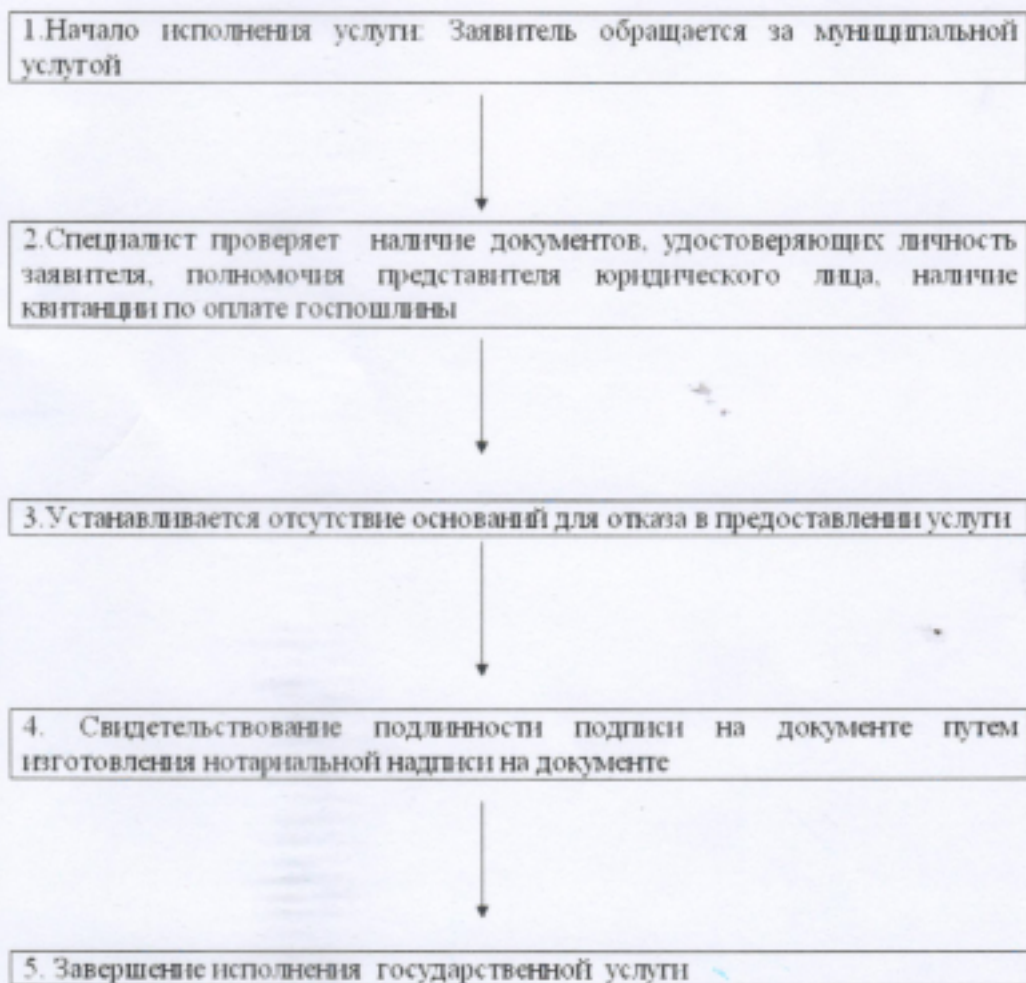 1.Начало исполнения услуги: Заявитель обращается за муниципальной
услугой
2.Специалист проверяет наличие документов, удостоверяющих личность
заявителя, полномочия представителя юридического лица, наличие
квитанции по оплате госпошлины
3.Устанавливается отсутствие оснований для отказа в предоставлении услуги
4. Свидетельствование подлинности подписи на документе путем
изготовления нотариальной надписи на документе
5. Завершение исполнения государственной услуги